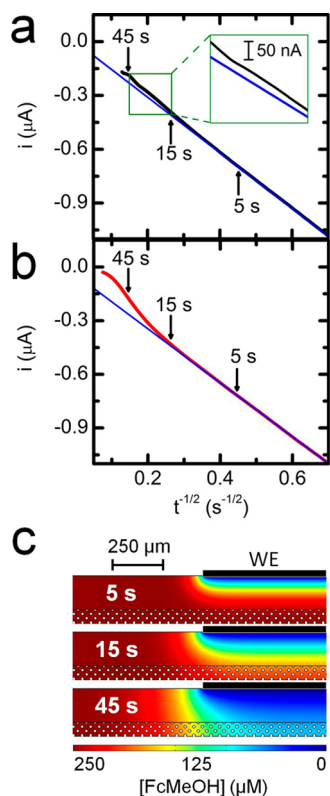 a
0.0
-0.3
-0.6
-0.9
i (µA)
45 s
15 s
5 s
50 nA
b
0.0
-0.3
-0.6
-0.9
i (µA)
45 s
15 s
5 s
0.2 0.4 0.6
t⁻¹/² (s⁻¹/²)
c
250 µm
WE
5 s
15 s
45 s
250 125 0
[FcMeOH] (µM)